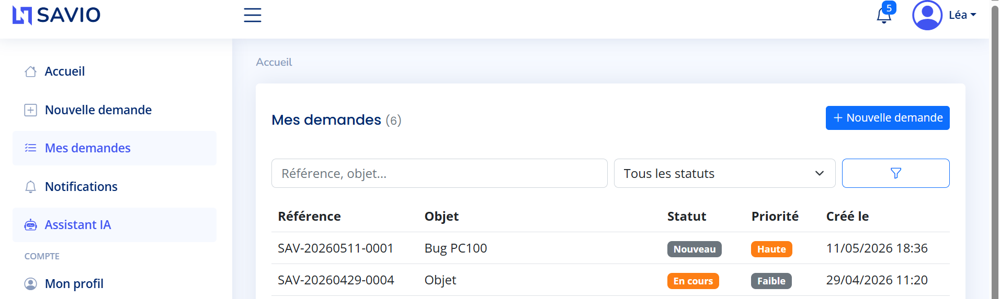 SAVIO
5
Léa
Accueil
Nouvelle demande
Mes demandes
Notifications
Assistant IA
COMPTE
Mon profil
Accueil
Mes demandes (6)
+ Nouvelle demande
Référence, objet...
Tous les statuts
Référence Objet Statut Priorité Créé le
SAV-20260511-0001 Bug PC100 Nouveau Haute 11/05/2026 18:36
SAV-20260429-0004 Objet En cours Faible 29/04/2026 11:20